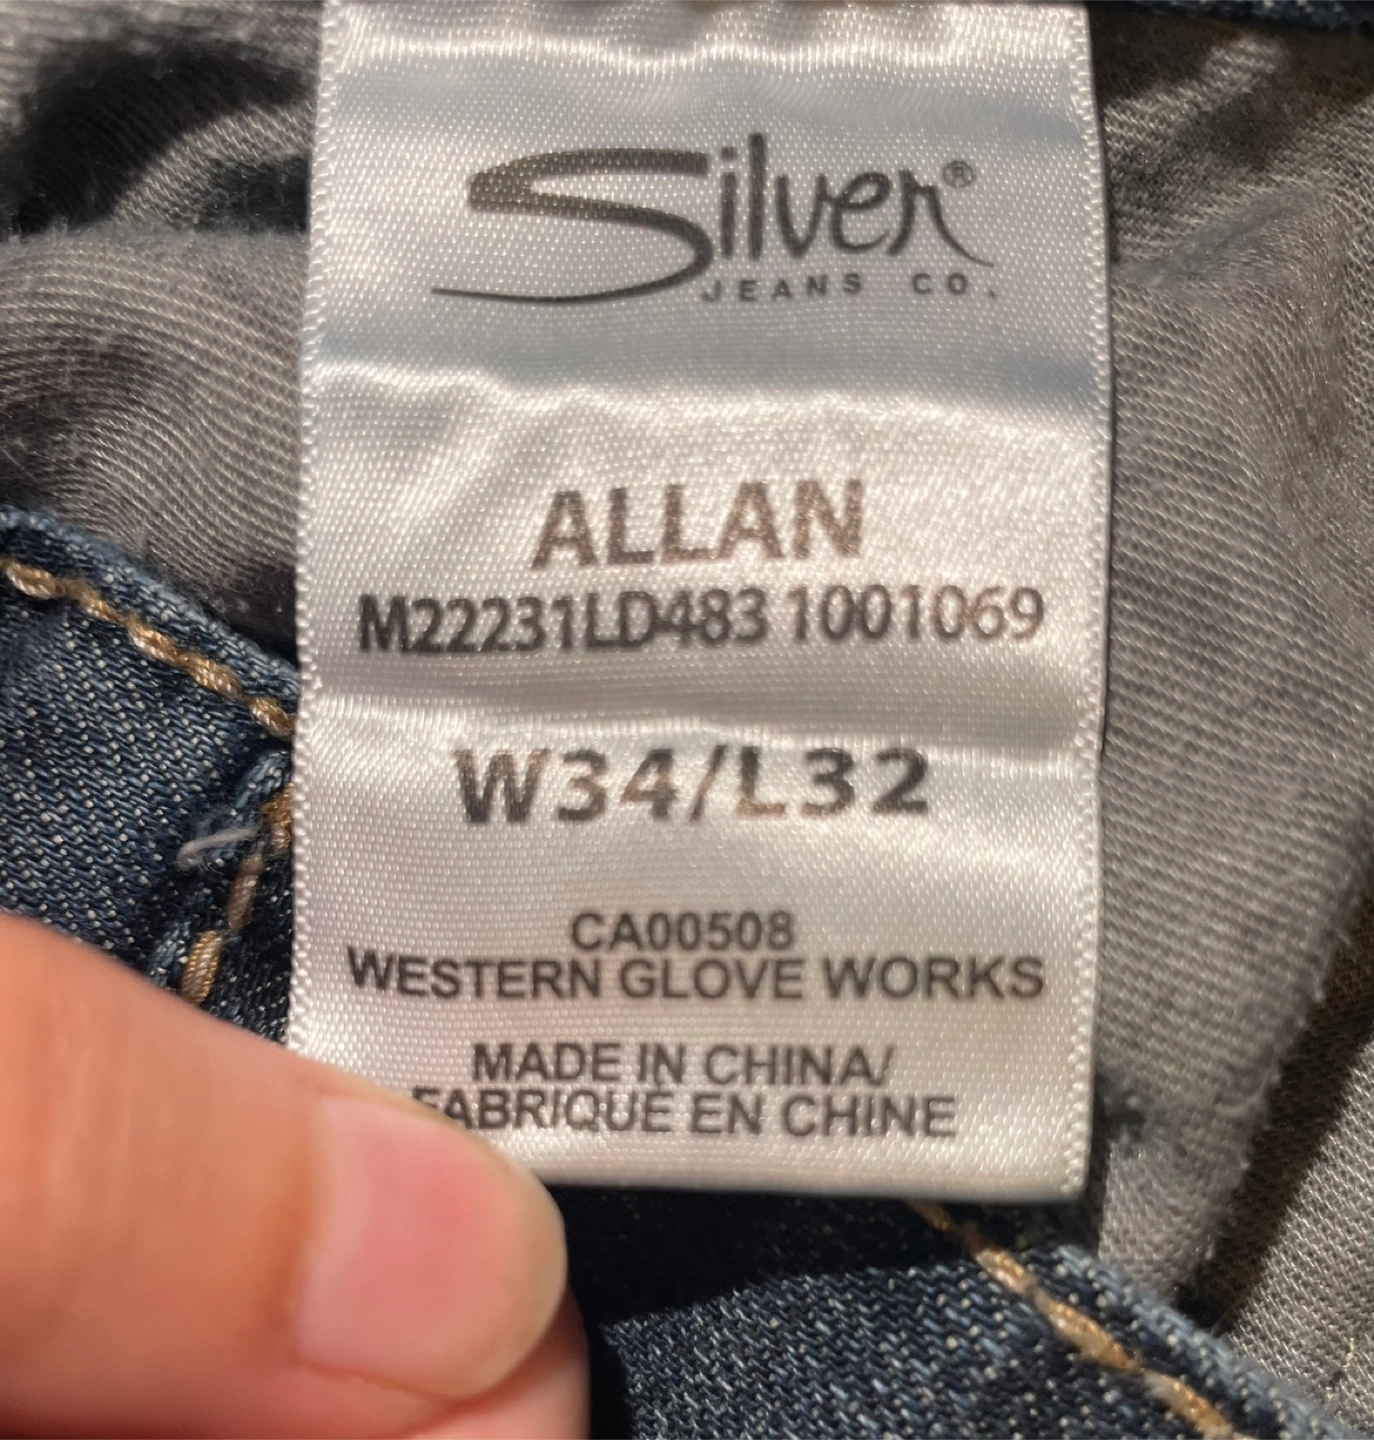 Silver®
JEANS CO.
ALLAN
M22231LD483 1001069
W34/L32
CA00508
WESTERN GLOVE WORKS
MADE IN CHINA/
FABRIQUÉ EN CHINE